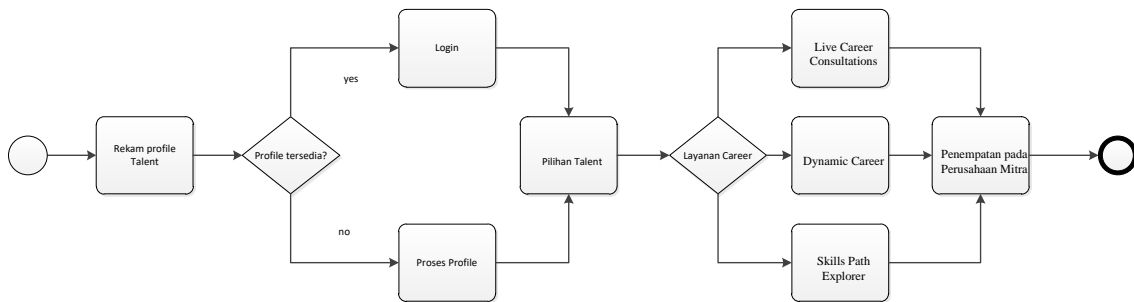 Rekam profile
Talent
Profile tersedia?
yes
Login
no
Proses Profile
Pilihan Talent
Layanan Career
Live Career
Consultations
Dynamic Career
Skills Path
Explorer
Penempatan pada
Perusahaan Mitra